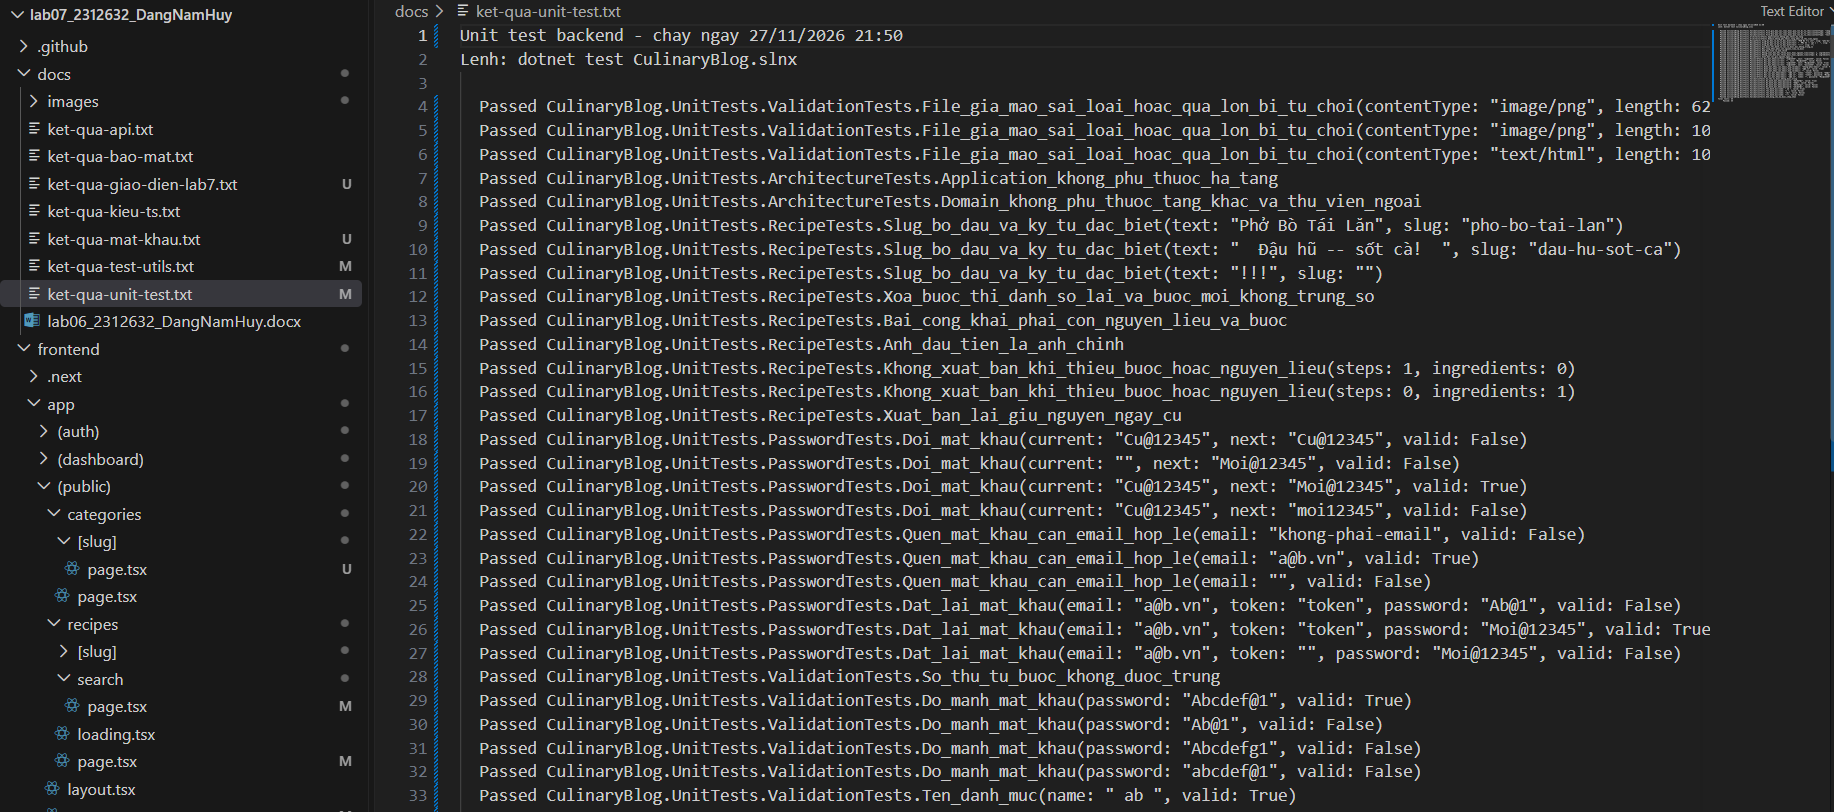 lab07_2312632_DangNamHuy
.github
docs
images
ket-qua-api.txt
ket-qua-bao-mat.txt
ket-qua-giao-dien-lab7.txt U
ket-qua-kieu-ts.txt
ket-qua-mat-khau.txt U
ket-qua-test-utils.txt M
ket-qua-unit-test.txt M
lab06_2312632_DangNamHuy.docx
frontend
.next
app
(auth)
(dashboard)
(public)
categories
[slug]
page.tsx U
page.tsx
recipes
[slug]
search
page.tsx M
loading.tsx
page.tsx M
layout.tsx
docs > ket-qua-unit-test.txt
Text Editor
1 Unit test backend - chay ngay 27/11/2026 21:50
2 Lenh: dotnet test CulinaryBlog.slnx
3
4 Passed CulinaryBlog.UnitTests.ValidationTests.File_gia_mao_sai_loai_hoac_qua_lon_bi_tu_choi(contentType: "image/png", length: 62
5 Passed CulinaryBlog.UnitTests.ValidationTests.File_gia_mao_sai_loai_hoac_qua_lon_bi_tu_choi(contentType: "image/png", length: 10
6 Passed CulinaryBlog.UnitTests.ValidationTests.File_gia_mao_sai_loai_hoac_qua_lon_bi_tu_choi(contentType: "text/html", length: 10
7 Passed CulinaryBlog.UnitTests.ArchitectureTests.Application_khong_phu_thuoc_ha_tang
8 Passed CulinaryBlog.UnitTests.ArchitectureTests.Domain_khong_phu_thuoc_tang_khac_va_thu_vien_ngoai
9 Passed CulinaryBlog.UnitTests.RecipeTests.Slug_bo_dau_va_ky_tu_dac_biet(text: "Phở Bò Tái Lăn", slug: "pho-bo-tai-lan")
10 Passed CulinaryBlog.UnitTests.RecipeTests.Slug_bo_dau_va_ky_tu_dac_biet(text: "  Đậu hũ -- sốt cà!  ", slug: "dau-hu-sot-ca")
11 Passed CulinaryBlog.UnitTests.RecipeTests.Slug_bo_dau_va_ky_tu_dac_biet(text: "!!!", slug: "")
12 Passed CulinaryBlog.UnitTests.RecipeTests.Xoa_buoc_thi_danh_so_lai_va_buoc_moi_khong_trung_so
13 Passed CulinaryBlog.UnitTests.RecipeTests.Bai_cong_khai_phai_con_nguyen_lieu_va_buoc
14 Passed CulinaryBlog.UnitTests.RecipeTests.Anh_dau_tien_la_anh_chinh
15 Passed CulinaryBlog.UnitTests.RecipeTests.Khong_xuat_ban_khi_thieu_buoc_hoac_nguyen_lieu(steps: 1, ingredients: 0)
16 Passed CulinaryBlog.UnitTests.RecipeTests.Khong_xuat_ban_khi_thieu_buoc_hoac_nguyen_lieu(steps: 0, ingredients: 1)
17 Passed CulinaryBlog.UnitTests.RecipeTests.Xuat_ban_lai_giu_nguyen_ngay_cu
18 Passed CulinaryBlog.UnitTests.PasswordTests.Doi_mat_khau(current: "Cu@12345", next: "Cu@12345", valid: False)
19 Passed CulinaryBlog.UnitTests.PasswordTests.Doi_mat_khau(current: "", next: "Moi@12345", valid: False)
20 Passed CulinaryBlog.UnitTests.PasswordTests.Doi_mat_khau(current: "Cu@12345", next: "Moi@12345", valid: True)
21 Passed CulinaryBlog.UnitTests.PasswordTests.Doi_mat_khau(current: "Cu@12345", next: "moi12345", valid: False)
22 Passed CulinaryBlog.UnitTests.PasswordTests.Quen_mat_khau_can_email_hop_le(email: "khong-phai-email", valid: False)
23 Passed CulinaryBlog.UnitTests.PasswordTests.Quen_mat_khau_can_email_hop_le(email: "a@b.vn", valid: True)
24 Passed CulinaryBlog.UnitTests.PasswordTests.Quen_mat_khau_can_email_hop_le(email: "", valid: False)
25 Passed CulinaryBlog.UnitTests.PasswordTests.Dat_lai_mat_khau(email: "a@b.vn", token: "token", password: "Ab@1", valid: False)
26 Passed CulinaryBlog.UnitTests.PasswordTests.Dat_lai_mat_khau(email: "a@b.vn", token: "token", password: "Moi@12345", valid: True
27 Passed CulinaryBlog.UnitTests.PasswordTests.Dat_lai_mat_khau(email: "a@b.vn", token: "", password: "Moi@12345", valid: False)
28 Passed CulinaryBlog.UnitTests.ValidationTests.So_thu_tu_buoc_khong_duoc_trung
29 Passed CulinaryBlog.UnitTests.ValidationTests.Do_manh_mat_khau(password: "Abcdef@1", valid: True)
30 Passed CulinaryBlog.UnitTests.ValidationTests.Do_manh_mat_khau(password: "Ab@1", valid: False)
31 Passed CulinaryBlog.UnitTests.ValidationTests.Do_manh_mat_khau(password: "Abcdefg1", valid: False)
32 Passed CulinaryBlog.UnitTests.ValidationTests.Do_manh_mat_khau(password: "abcdef@1", valid: False)
33 Passed CulinaryBlog.UnitTests.ValidationTests.Ten_danh_muc(name: " ab ", valid: True)